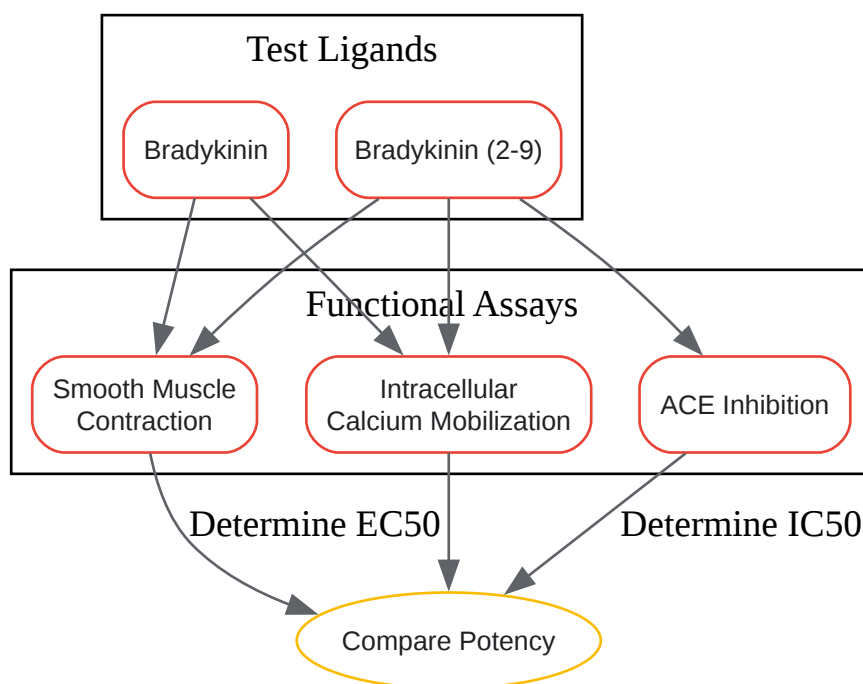 Test Ligands
Bradykinin
Bradykinin (2-9)
Functional Assays
Smooth Muscle
Contraction
Intracellular
Calcium Mobilization
ACE Inhibition
Determine EC50
Determine IC50
Compare Potency